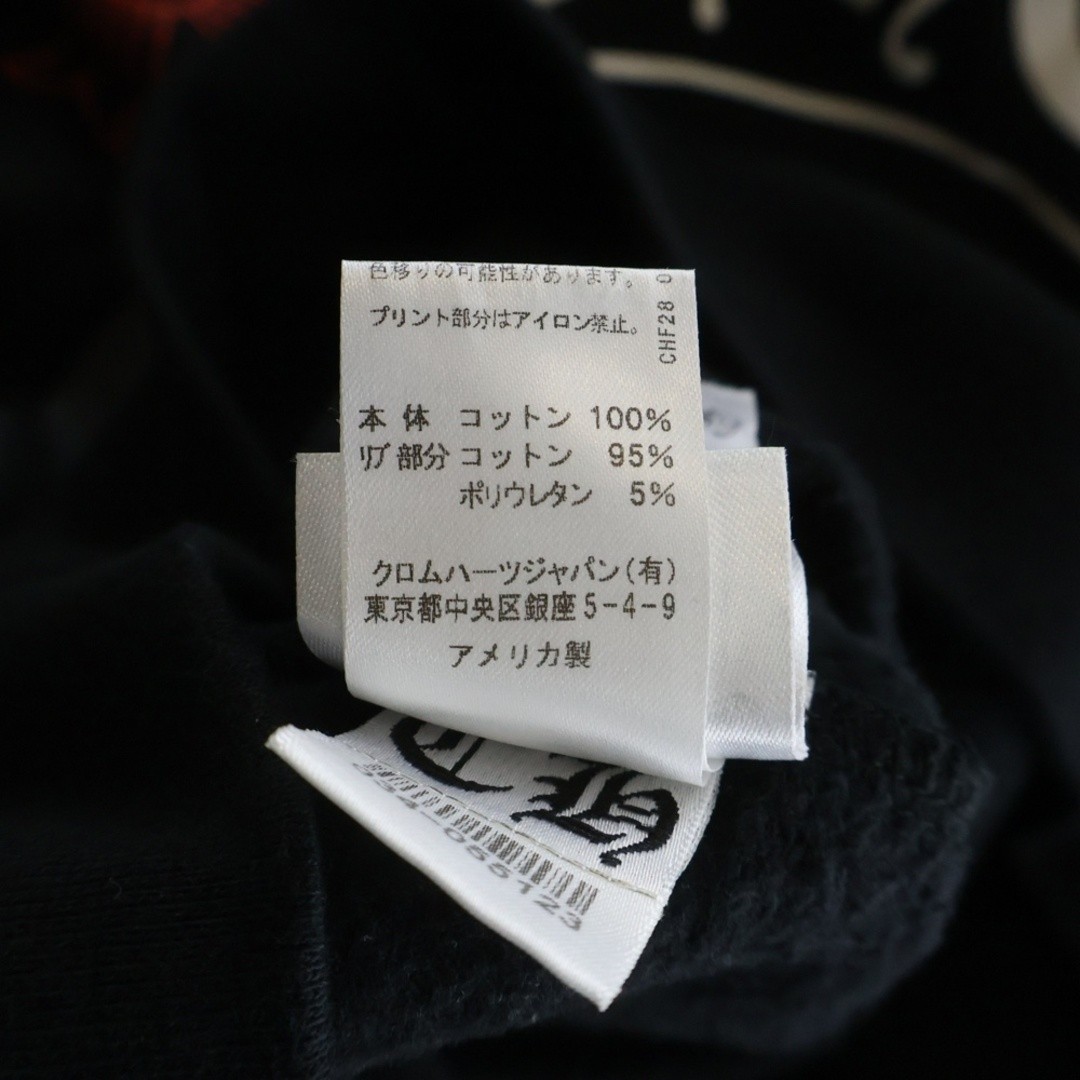 色移りの可能性があります。
プリント部分はアイロン禁止。
CHF28 0
本体 コットン 100%
リブ部分 コットン 95%
ポリウレタン 5%
クロムハーツジャパン(有)
東京都中央区銀座5-4-9
アメリカ製
934-055123